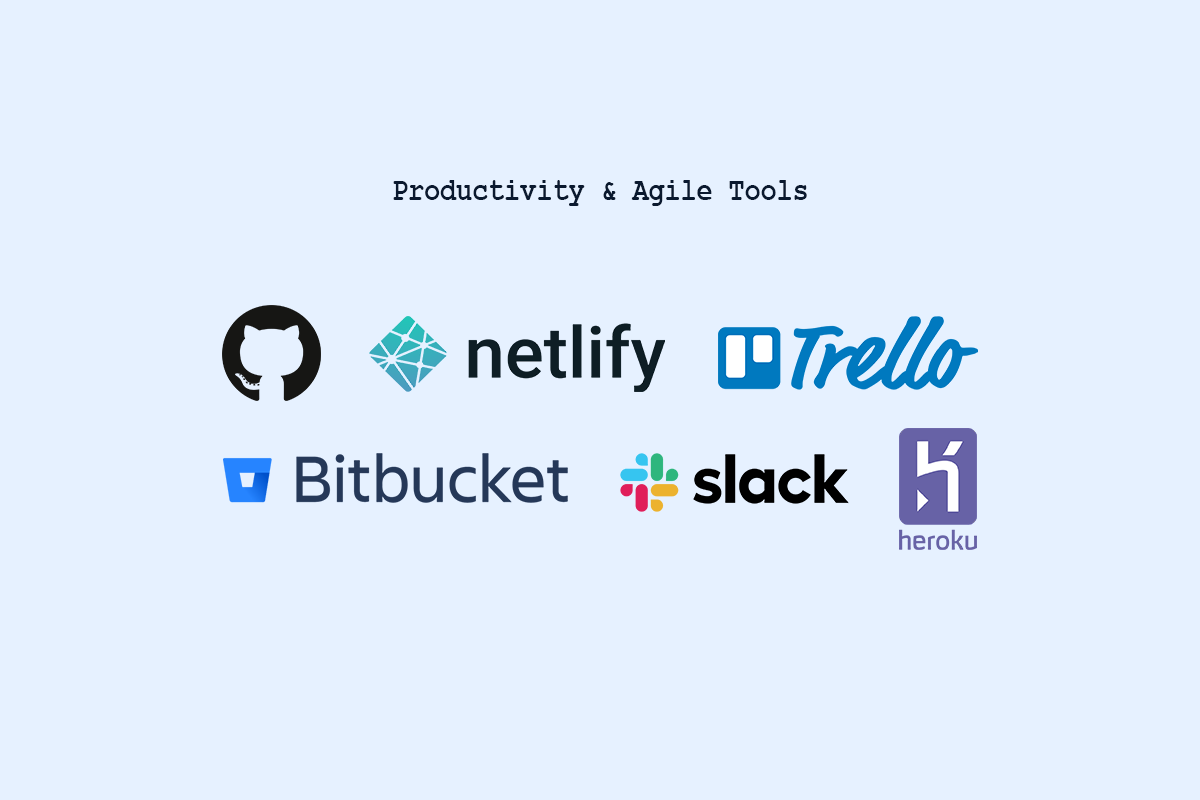 Productivity & Agile Tools
netlify
Trello
Bitbucket
slack
heroku